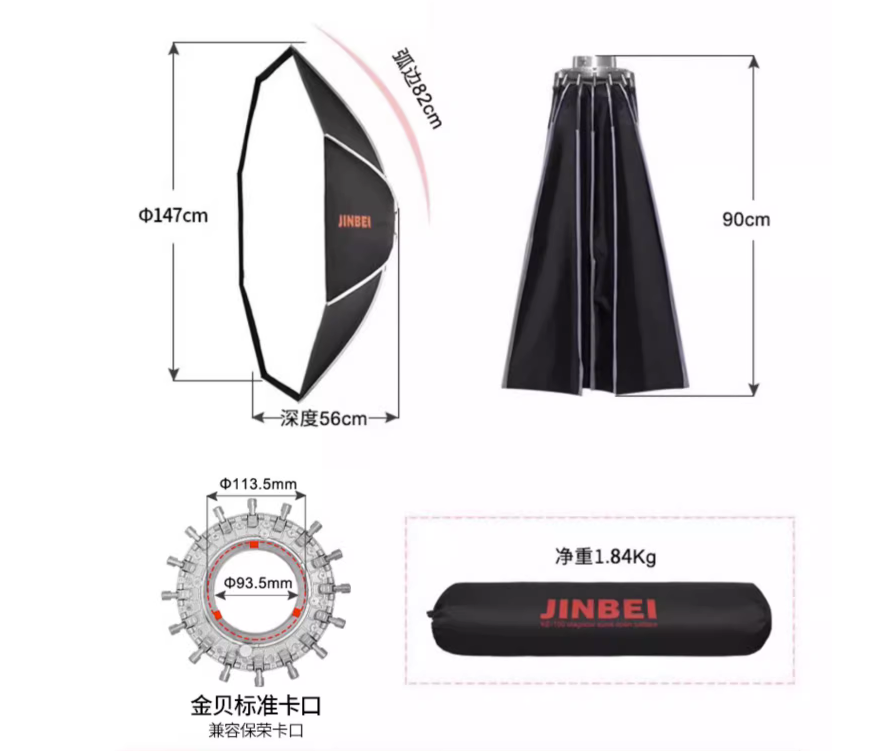 弧边82cm
Φ147cm
JINBEI
90cm
深度56cm
Φ113.5mm
Φ93.5mm
净重1.84Kg
JINBEI
金贝标准卡口
兼容保荣卡口